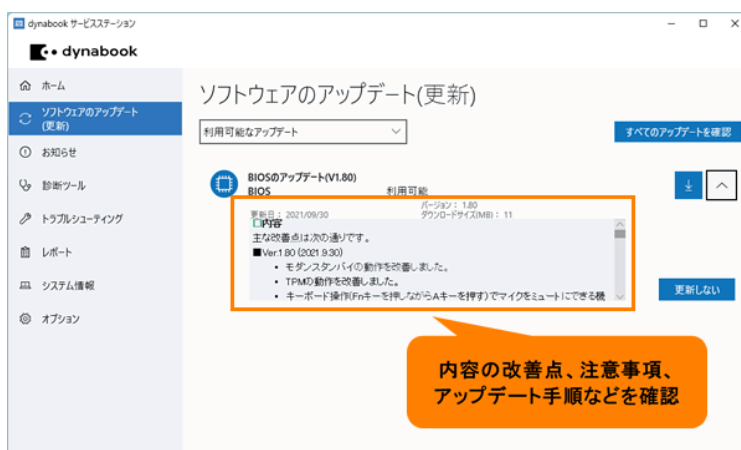 dynabook サービスステーション
dynabook
ホーム
ソフトウェアのアップデート
(更新)
お知らせ
診断ツール
トラブルシューティング
レポート
システム情報
オプション
ソフトウェアのアップデート(更新)
利用可能なアップデート
すべてのアップデートを確認
BIOSのアップデート(V1.80)
BIOS
利用可能
バージョン： 1.80
更新日： 2021/09/30
ダウンロードサイズ(MB)： 11
□内容
主な改善点は次の通りです。
■Ver.1.80 (2021.9.30)
• モダンスタンバイの動作を改善しました。
• TPMの動作を改善しました。
• キーボード操作(Fnキーを押しながらAキーを押す)でマイクをミュートにできる機
更新しない
内容の改善点、注意事項、
アップデート手順などを確認